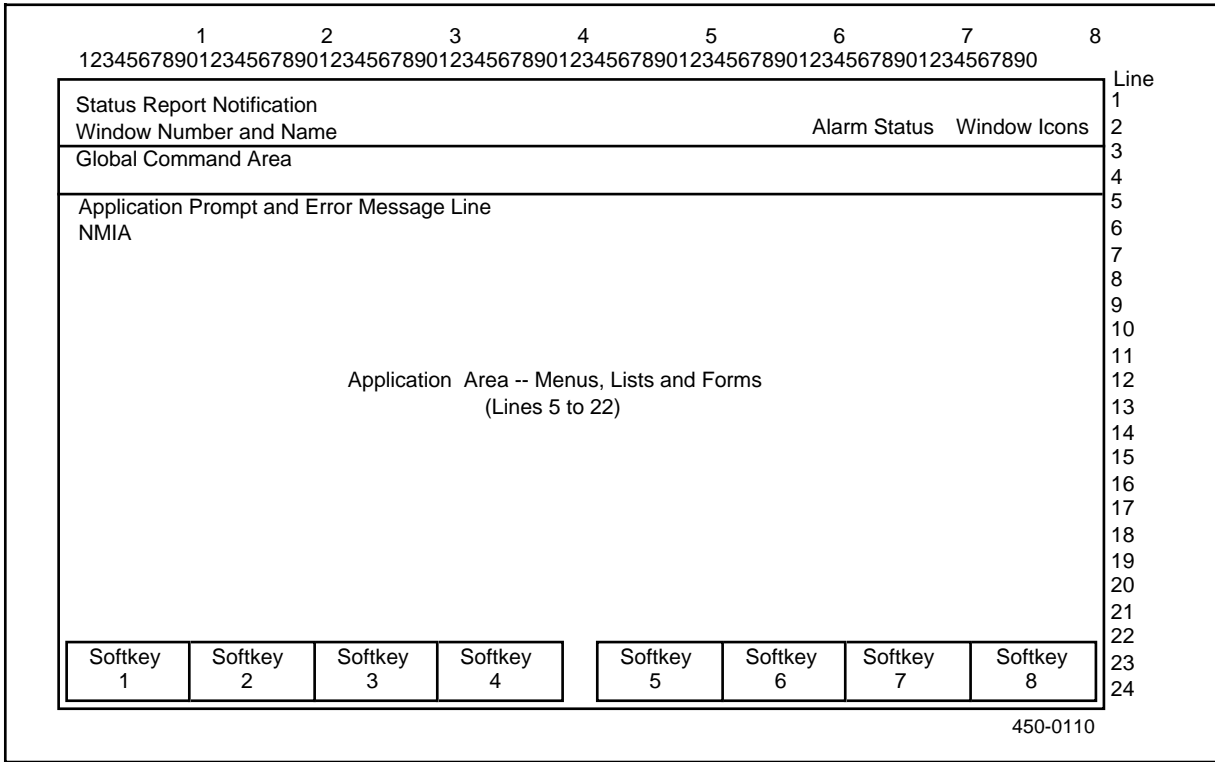 1 2 3 4 5 6 7 8
12345678901234567890123456789012345678901234567890123456789012345678901234567890
Line
Status Report Notification 1
Window Number and Name Alarm Status Window Icons 2
Global Command Area 3
4
Application Prompt and Error Message Line 5
NMIA 6
7
8
9
10
11
Application Area -- Menus, Lists and Forms 12
(Lines 5 to 22) 13
14
15
16
17
18
19
20
21
22
Softkey Softkey Softkey Softkey Softkey Softkey Softkey Softkey 23
1 2 3 4 5 6 7 8 24
450-0110